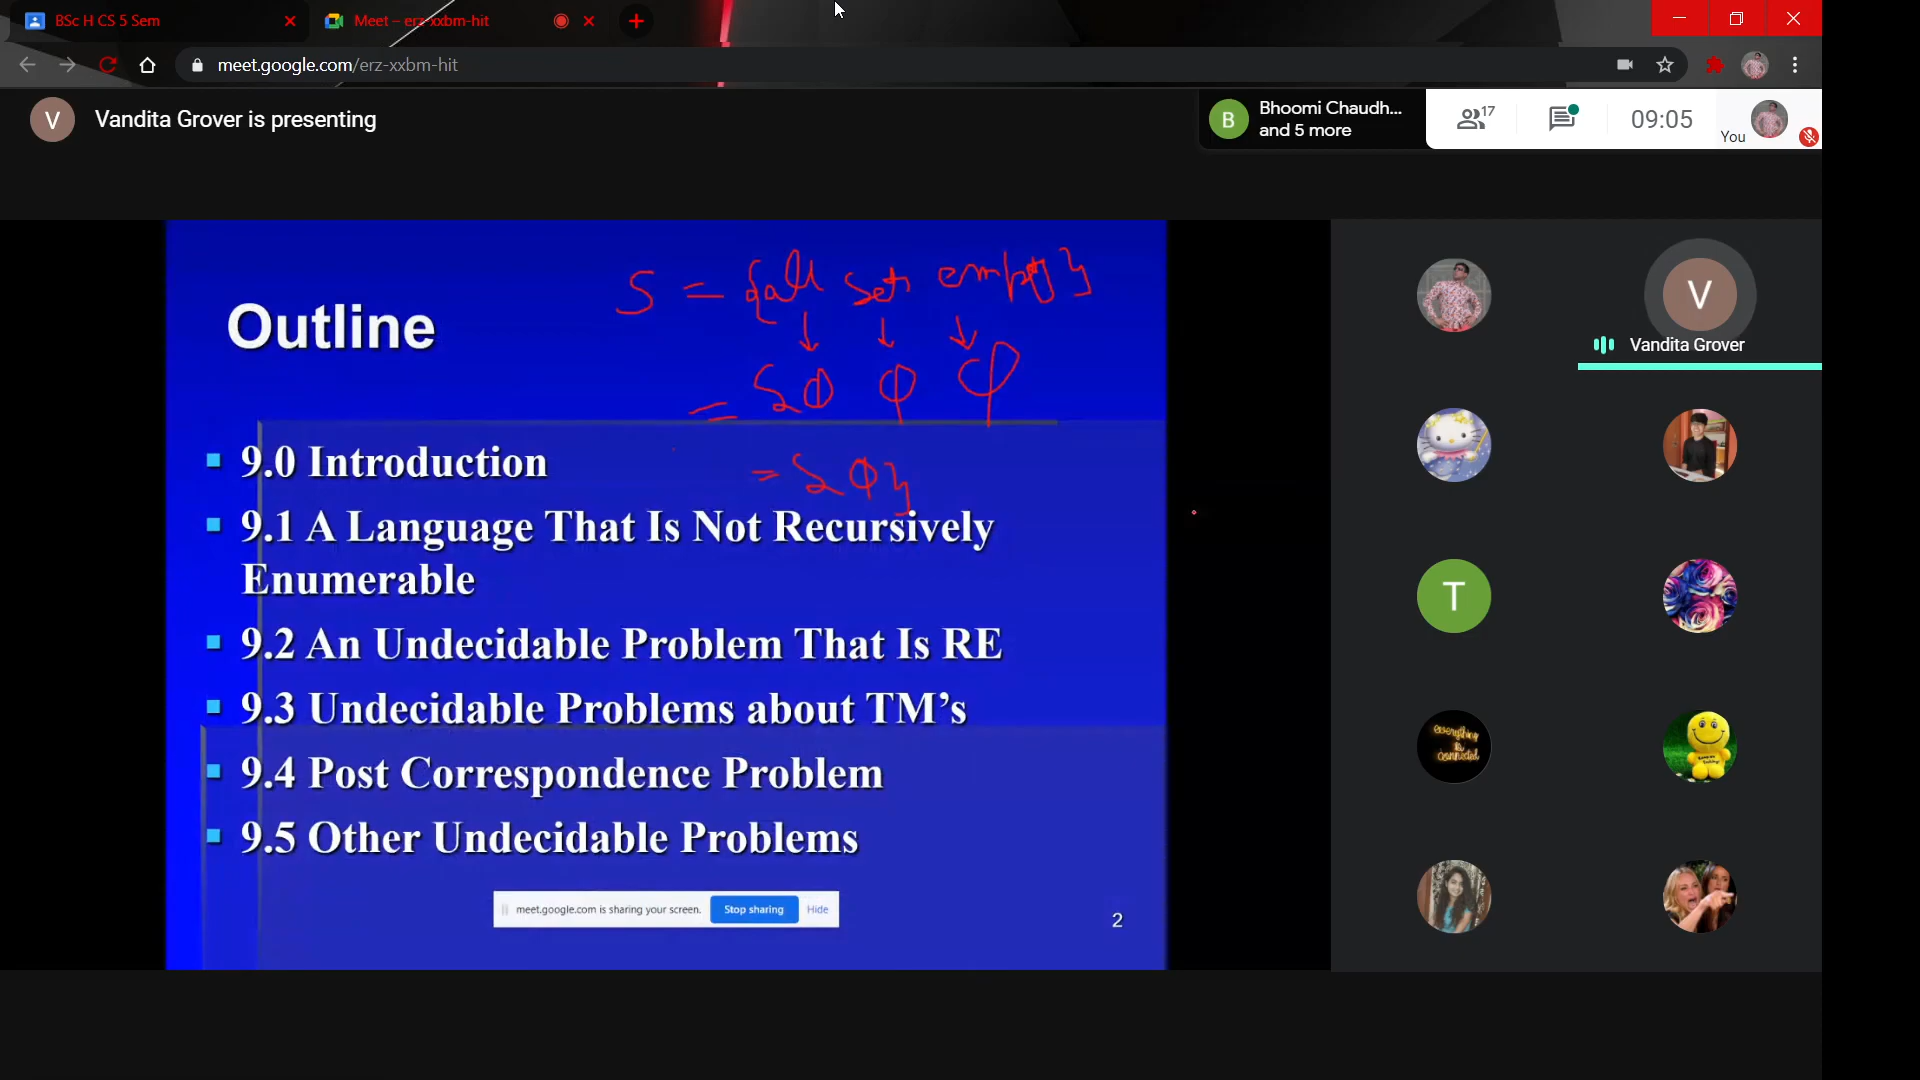 BSc H CS 5 Sem
Meet – erz-xxbm-hit
meet.google.com/erz-xxbm-hit
V
Vandita Grover is presenting
B
Bhoomi Chaudh...
and 5 more
17
09:05
You
S = {all sets empty}
= { Φ φ φ
= { Φ }
Outline
9.0 Introduction
9.1 A Language That Is Not Recursively
Enumerable
9.2 An Undecidable Problem That Is RE
9.3 Undecidable Problems about TM’s
9.4 Post Correspondence Problem
9.5 Other Undecidable Problems
meet.google.com is sharing your screen.
Stop sharing
Hide
2
V
Vandita Grover
T
everything
is
connected